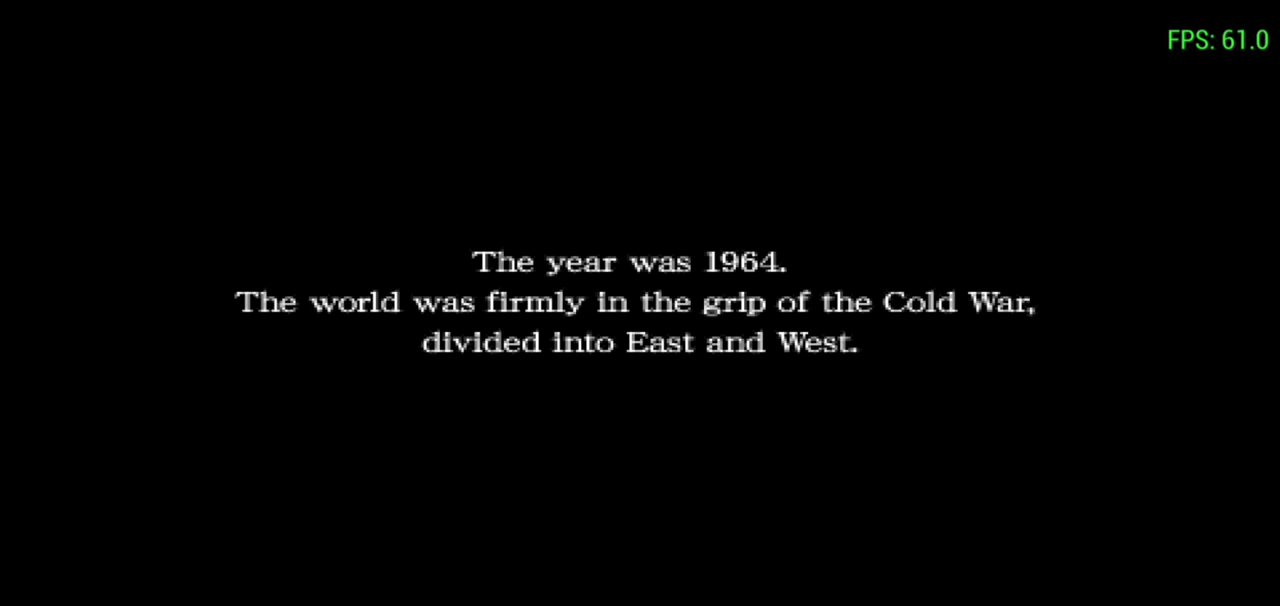 FPS: 61.0
The year was 1964.
The world was firmly in the grip of the Cold War,
divided into East and West.